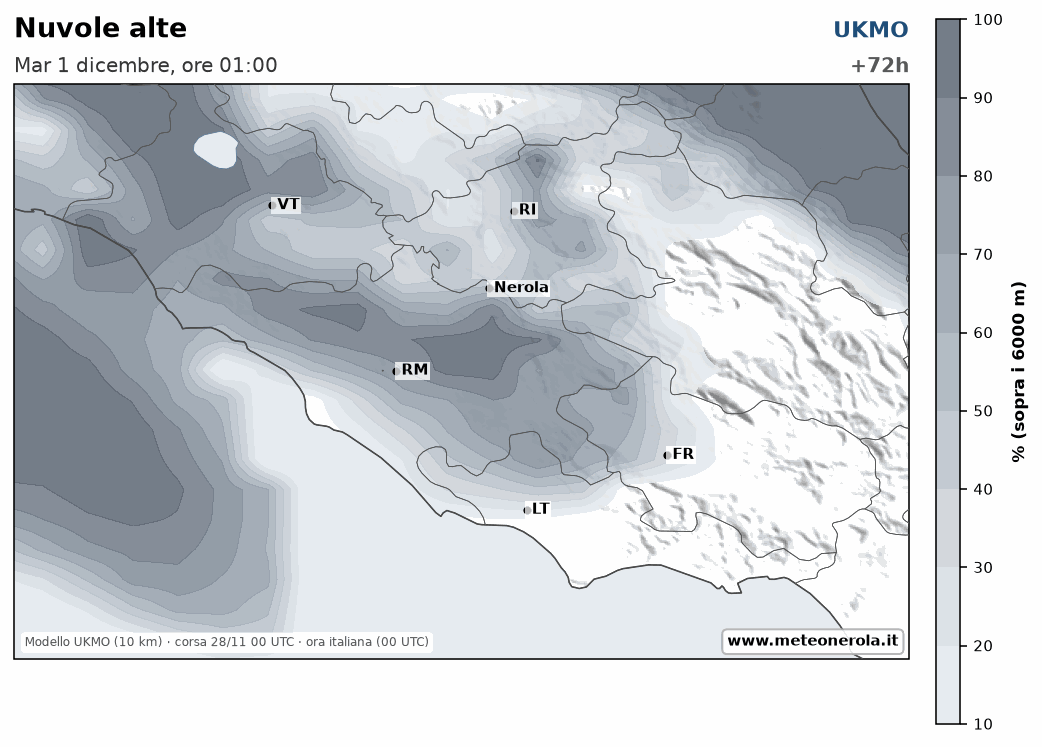 Nuvole alte
UKMO
Mar 1 dicembre, ore 01:00
+72h
100
90
80
70
60
50
40
30
20
10
% (sopra i 6000 m)
VT
RI
Nerola
RM
FR
LT
Modello UKMO (10 km) · corsa 28/11 00 UTC · ora italiana (00 UTC)
www.meteonerola.it